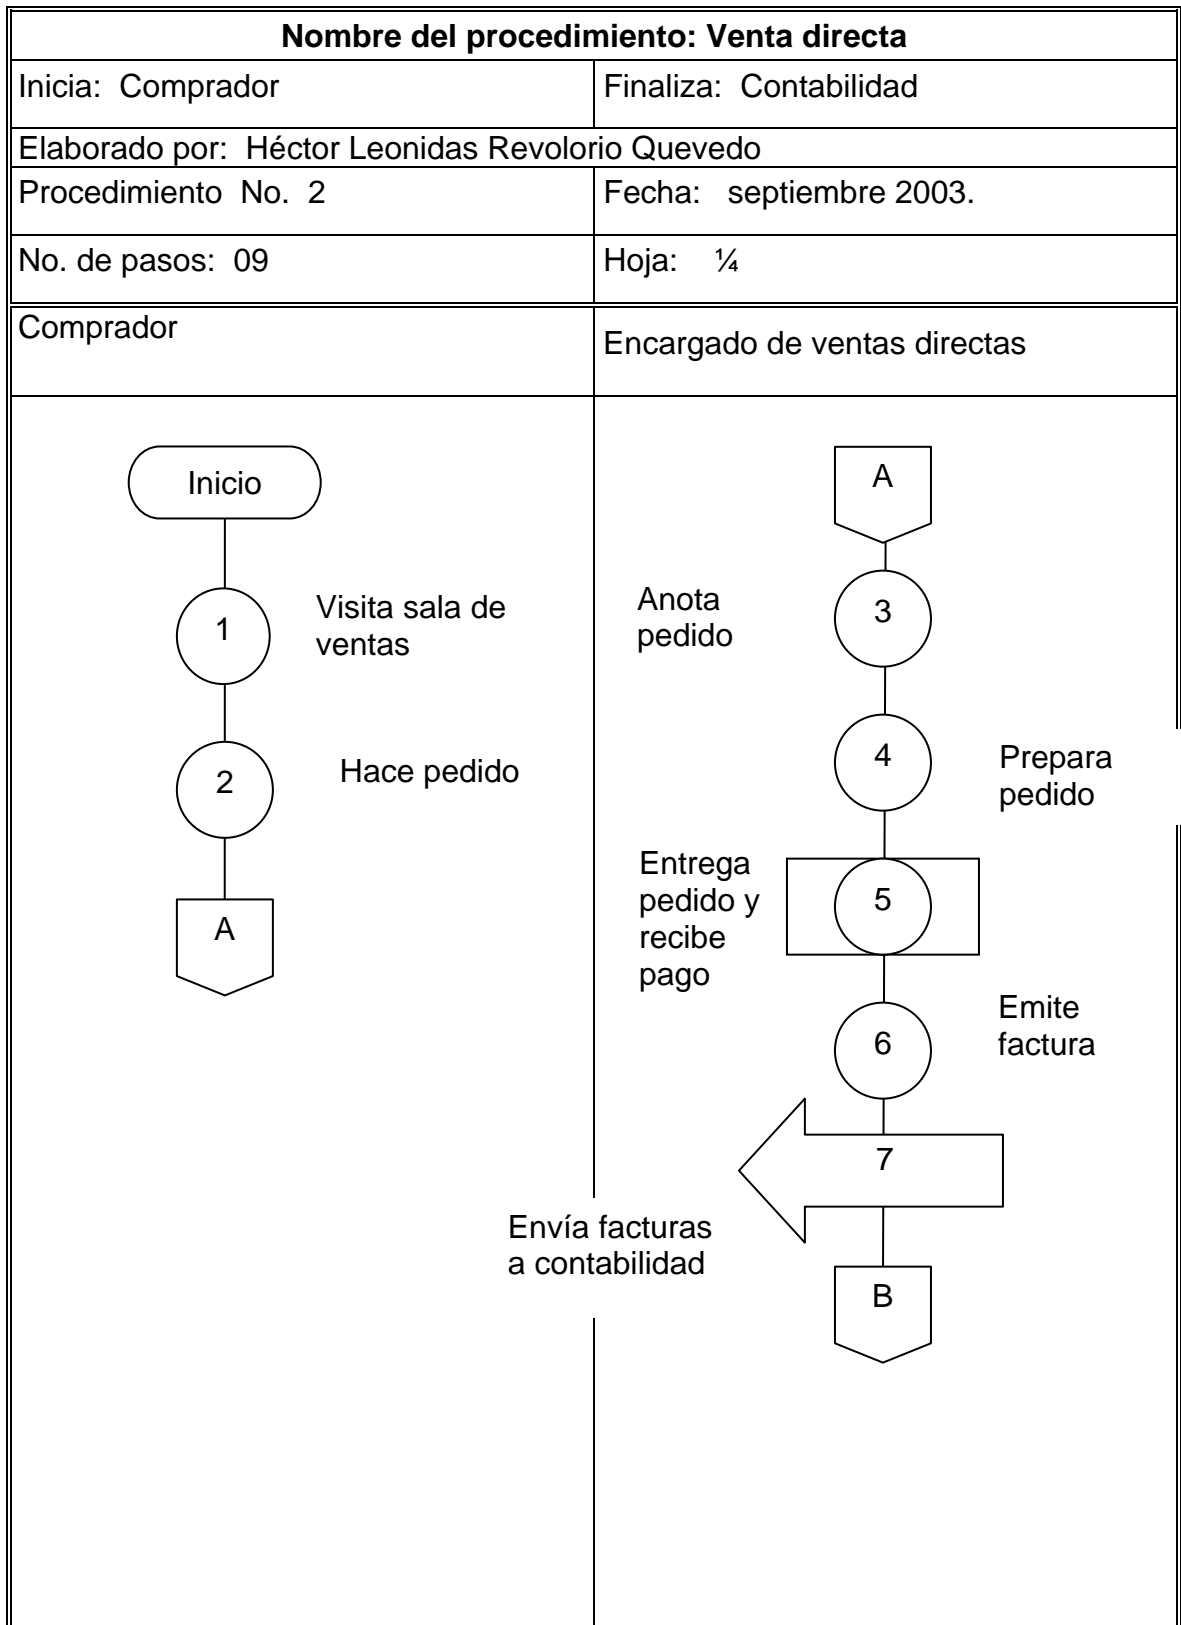 Nombre del procedimiento: Venta directa
Inicia: Comprador
Finaliza: Contabilidad
Elaborado por: Héctor Leonidas Revolorio Quevedo
Procedimiento No. 2
Fecha: septiembre 2003.
No. de pasos: 09
Hoja: ¼
Comprador
Encargado de ventas directas
Inicio
1
Visita sala de
ventas
2
Hace pedido
A
A
Anota
pedido
3
4
Prepara
pedido
Entrega
pedido y
recibe
pago
5
6
Emite
factura
7
Envía facturas
a contabilidad
B